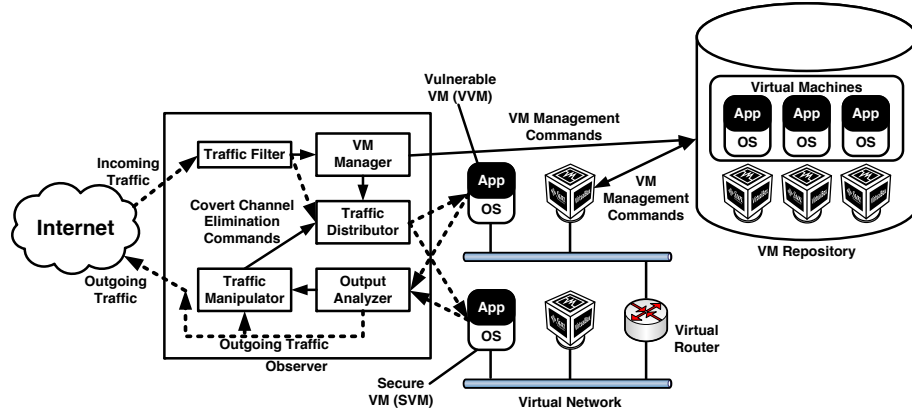 Vulnerable
VM (VVM)
VM Management
Commands
Virtual Machines
App
OS
App
OS
App
OS
VM
Management
Commands
VM Repository
Incoming
Traffic
Traffic Filter
VM
Manager
Covert Channel
Elimination
Commands
Traffic
Distributor
App
OS
Internet
Outgoing
Traffic
Traffic
Manipulator
Output
Analyzer
Outgoing Traffic
Observer
App
OS
Virtual
Router
Secure
VM (SVM)
Virtual Network